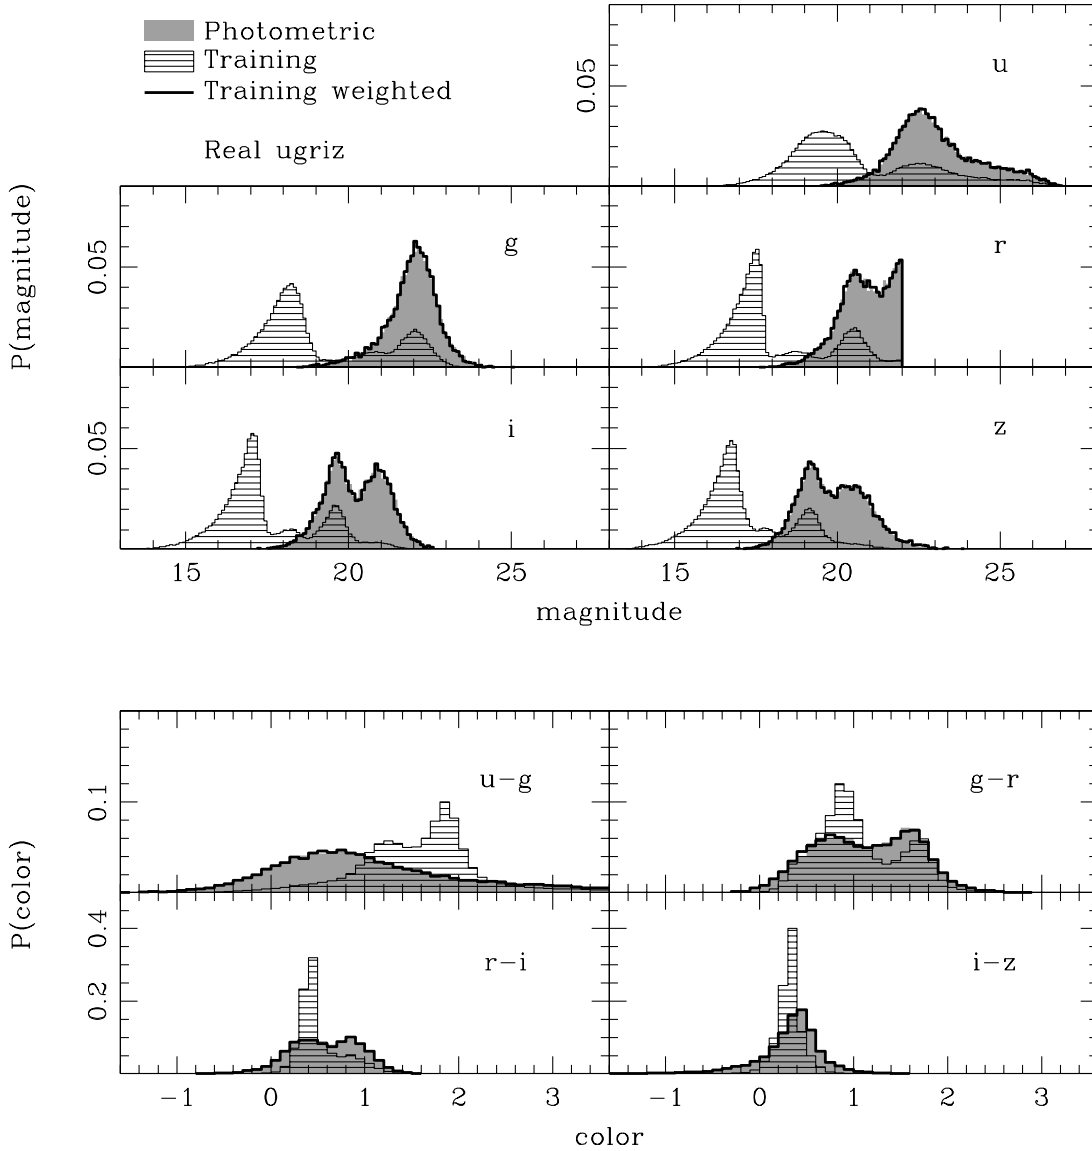 Photometric
Training
Training weighted
Real ugriz
0.05
u
P(magnitude)
0.05
g
r
0.05
i
z
15 20 25 15 20 25
magnitude
P(color)
0.1
u-g
g-r
0.4
0.2
r-i
i-z
-1 0 1 2 3 -1 0 1 2 3
color